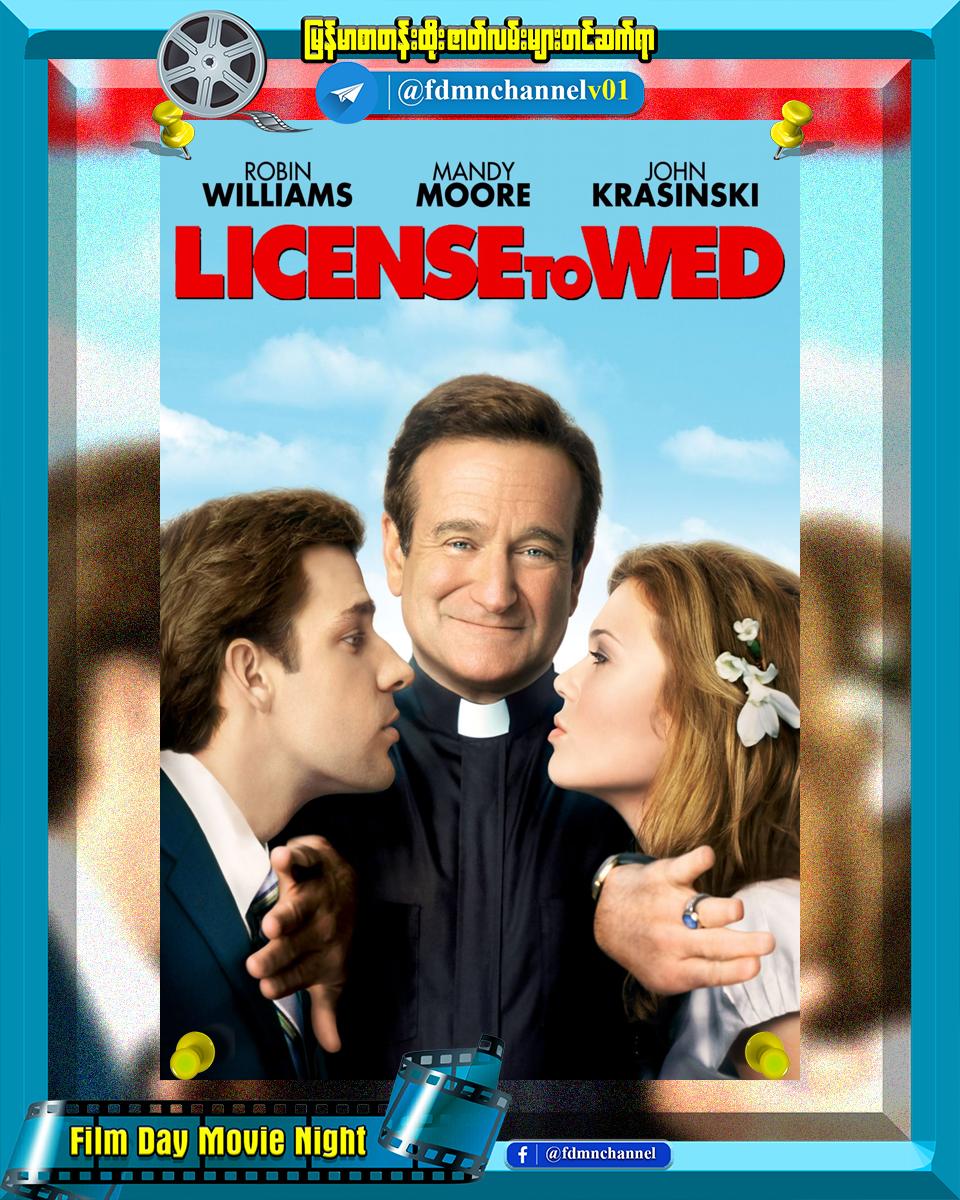 မြန်မာစာတန်းထိုးဇာတ်လမ်းများတင်ဆက်ရာ
@fdmnchannelv01
ROBIN WILLIAMS
MANDY MOORE
JOHN KRASINSKI
LICENSE TO WED
Film Day Movie Night
@fdmnchannel